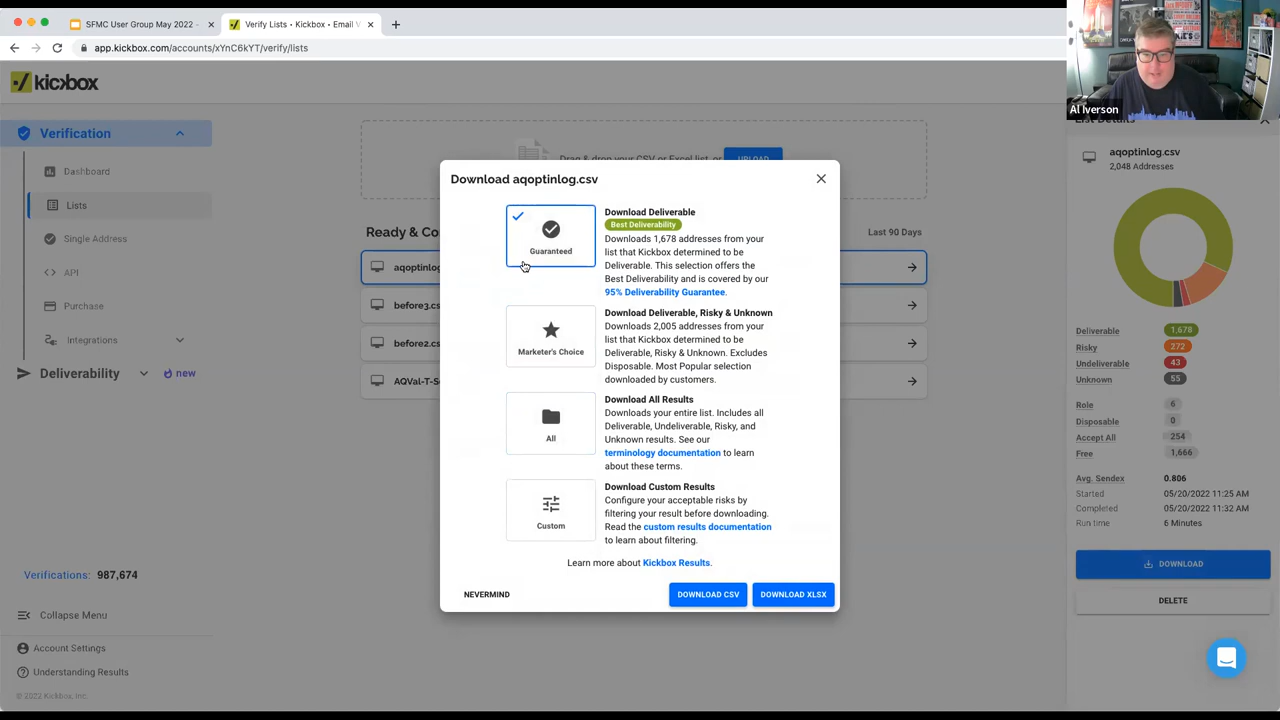 SFMC User Group May 2022 -
Verify Lists • Kickbox • Email V
app.kickbox.com/accounts/xYnC6kYT/verify/lists
kickbox
Al Iverson
Verification
Dashboard
Lists
Single Address
API
Purchase
Integrations
Deliverability
new
Verifications: 987,674
Collapse Menu
Account Settings
Understanding Results
© 2022 Kickbox, Inc.
Drag & drop your CSV or Excel list, or UPLOAD
Ready & Co
Last 90 Days
aqoptinlog
before3.cs
before2.cs
AQVal-T-S
Download aqoptinlog.csv
Guaranteed
Download Deliverable
Best Deliverability
Downloads 1,678 addresses from your
list that Kickbox determined to be
Deliverable. This selection offers the
Best Deliverability and is covered by our
95% Deliverability Guarantee.
Marketer's Choice
Download Deliverable, Risky & Unknown
Downloads 2,005 addresses from your
list that Kickbox determined to be
Deliverable, Risky & Unknown. Excludes
Disposable. Most Popular selection
downloaded by customers.
All
Download All Results
Downloads your entire list. Includes all
Deliverable, Undeliverable, Risky, and
Unknown results. See our
terminology documentation to learn
about these terms.
Custom
Download Custom Results
Configure your acceptable risks by
filtering your result before downloading.
Read the custom results documentation
to learn about filtering.
Learn more about Kickbox Results.
NEVERMIND
DOWNLOAD CSV
DOWNLOAD XLSX
List Details
aqoptinlog.csv
2,048 Addresses
Deliverable 1,678
Risky 272
Undeliverable 43
Unknown 55
Role 6
Disposable 0
Accept All 254
Free 1,666
Avg. Sendex 0.806
Started 05/20/2022 11:25 AM
Completed 05/20/2022 11:32 AM
Run time 6 Minutes
DOWNLOAD
DELETE